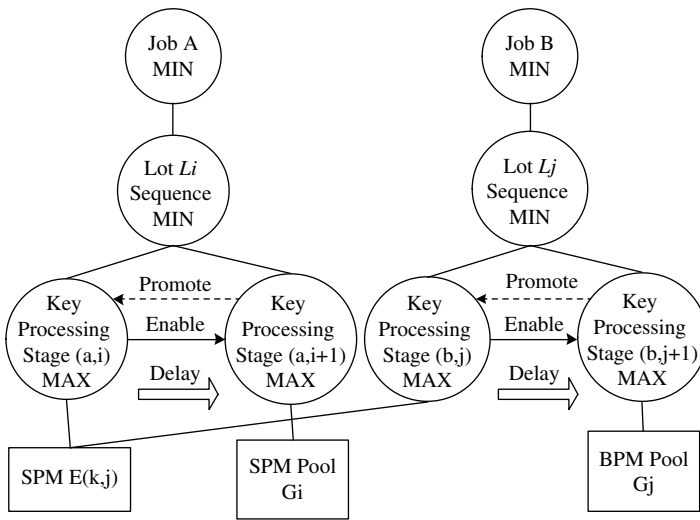 Job A
MIN
Job B
MIN
Lot Li
Sequence
MIN
Lot Lj
Sequence
MIN
Key
Processing
Stage (a,i)
MAX
Promote
Enable
Delay
Key
Processing
Stage (a,i+1)
MAX
Key
Processing
Stage (b,j)
MAX
Promote
Enable
Delay
Key
Processing
Stage (b,j+1)
MAX
SPM E(k,j)
SPM Pool
Gi
BPM Pool
Gj